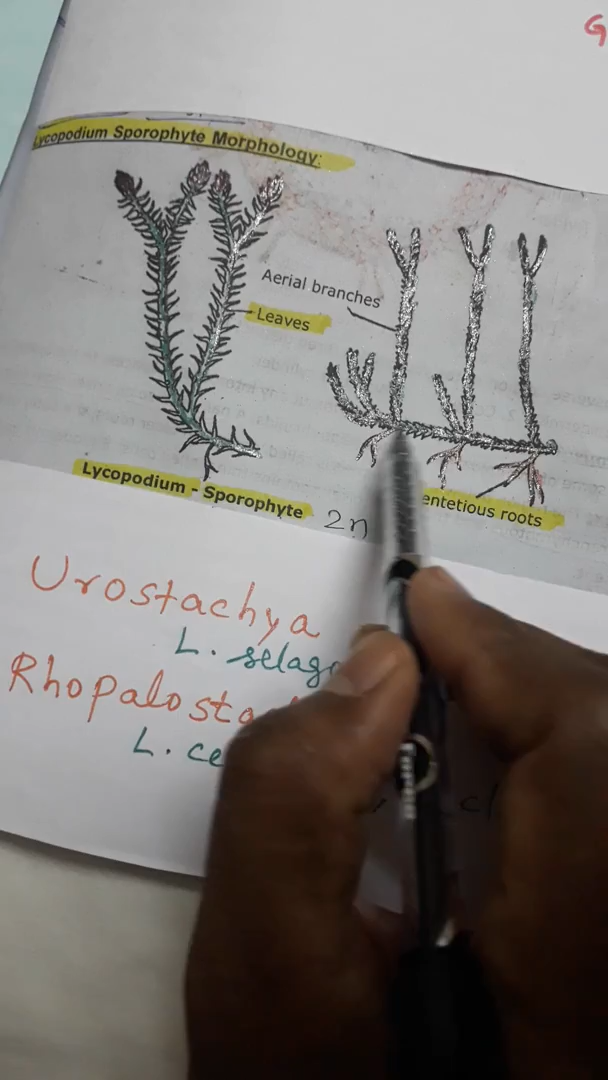 G
Lycopodium Sporophyte Morphology:
Aerial branches
Leaves
Lycopodium - Sporophyte
2n
entetious roots
Urostachya
L. selag
Rhopalosta
L. ce